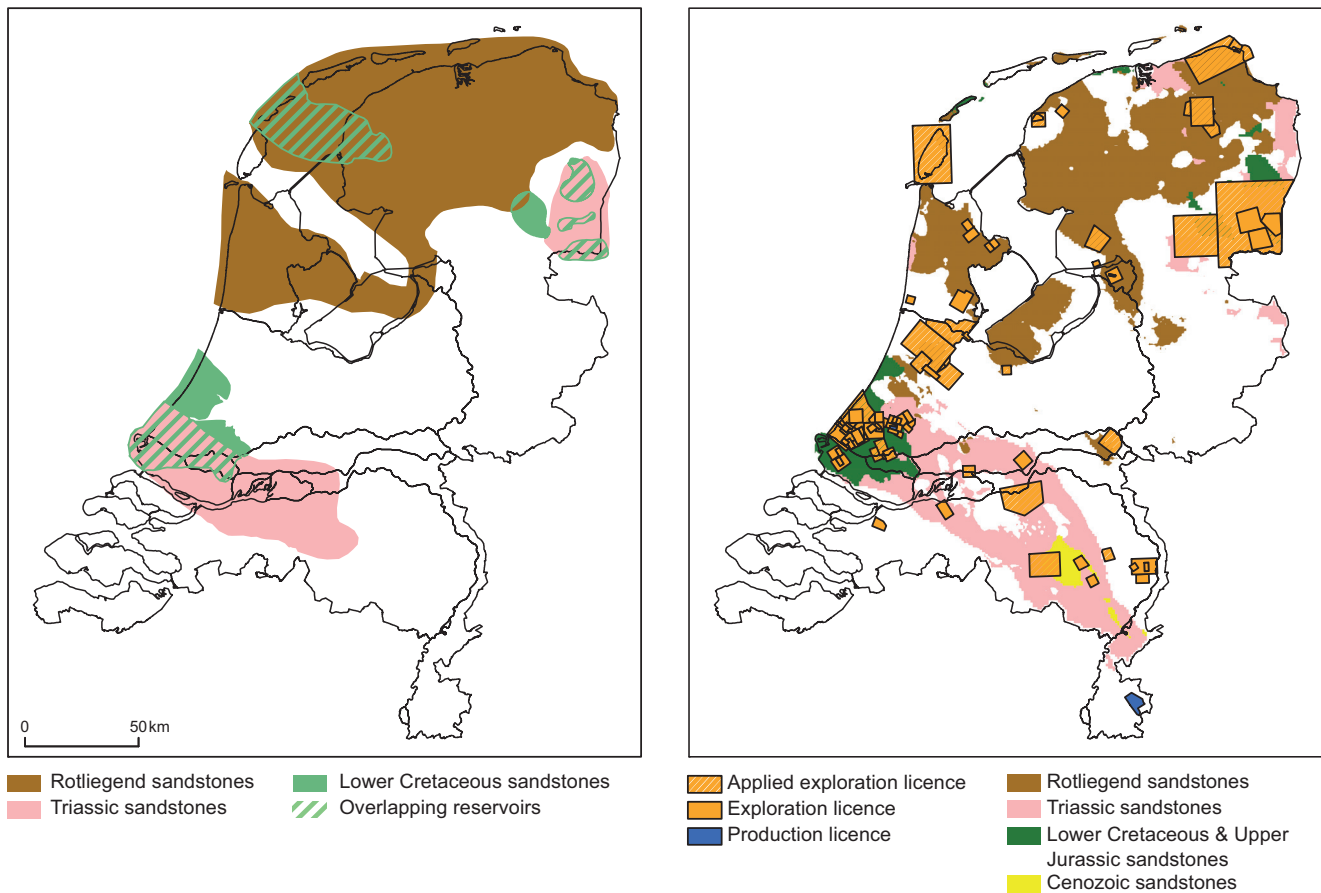 0
50 km
Rotliegend sandstones
Triassic sandstones
Lower Cretaceous sandstones
Overlapping reservoirs
Applied exploration licence
Exploration licence
Production licence
Rotliegend sandstones
Triassic sandstones
Lower Cretaceous & Upper
Jurassic sandstones
Cenozoic sandstones